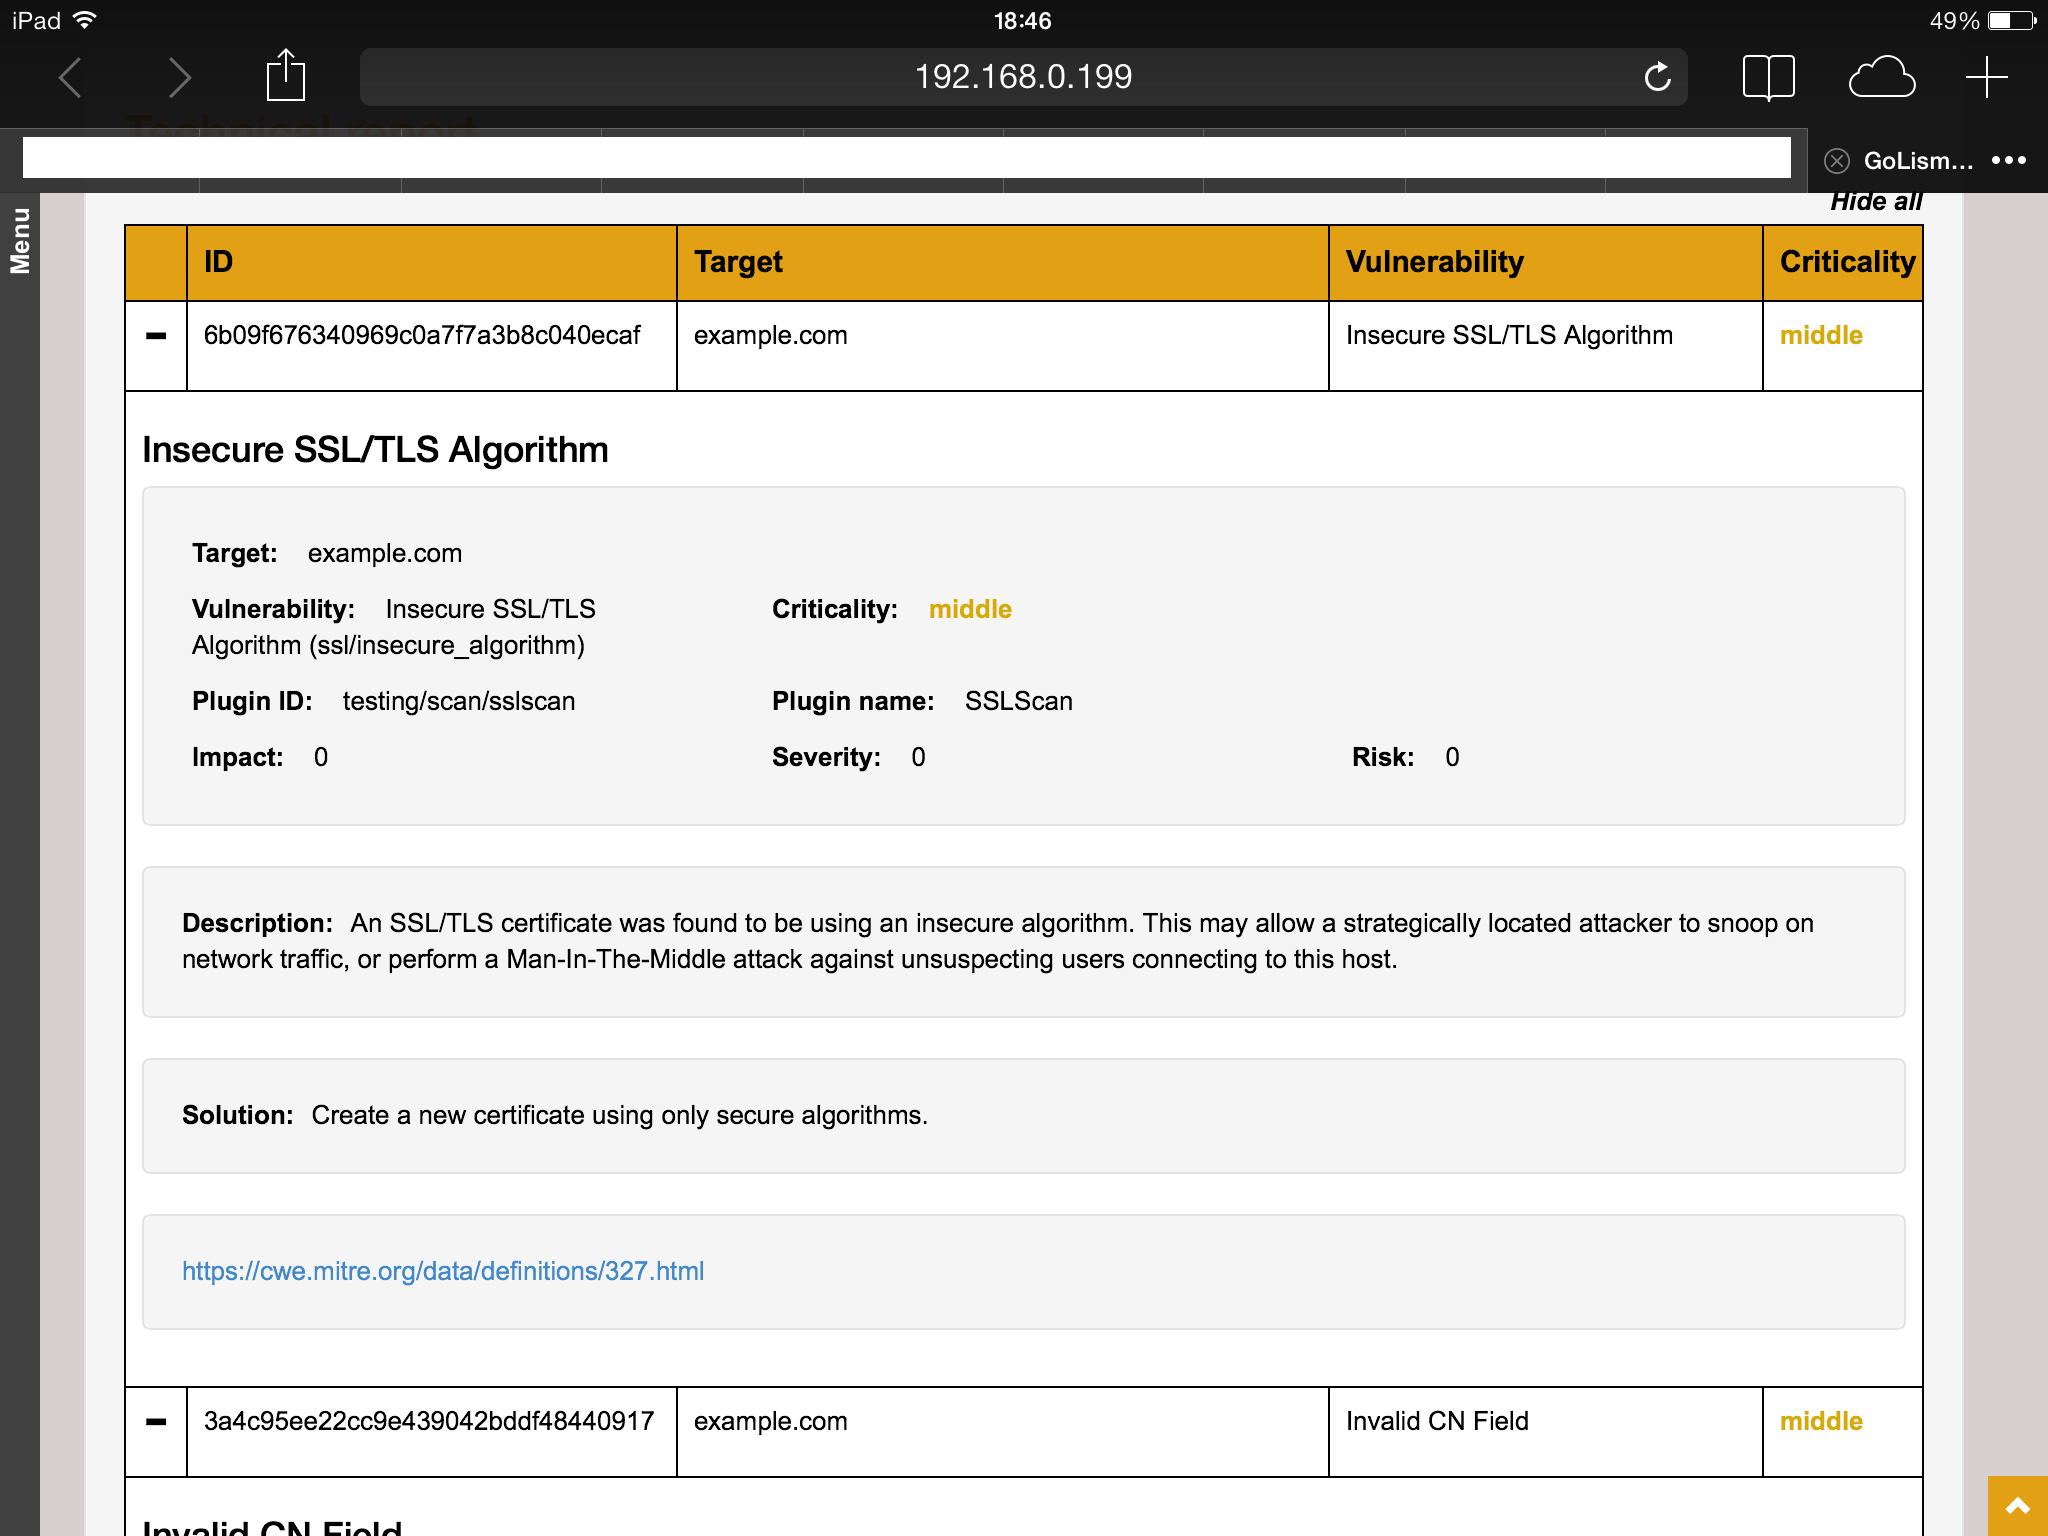 iPad 18:46 49%
192.168.0.199
Technical report
GoLism...
Menu
Hide all
ID Target Vulnerability Criticality
6b09f676340969c0a7f7a3b8c040ecaf example.com Insecure SSL/TLS Algorithm middle
Insecure SSL/TLS Algorithm
Target: example.com
Vulnerability: Insecure SSL/TLS Criticality: middle
Algorithm (ssl/insecure_algorithm)
Plugin ID: testing/scan/sslscan Plugin name: SSLScan
Impact: 0 Severity: 0 Risk: 0
Description: An SSL/TLS certificate was found to be using an insecure algorithm. This may allow a strategically located attacker to snoop on
network traffic, or perform a Man-In-The-Middle attack against unsuspecting users connecting to this host.
Solution: Create a new certificate using only secure algorithms.
https://cwe.mitre.org/data/definitions/327.html
3a4c95ee22cc9e439042bddf48440917 example.com Invalid CN Field middle
Invalid CN Field